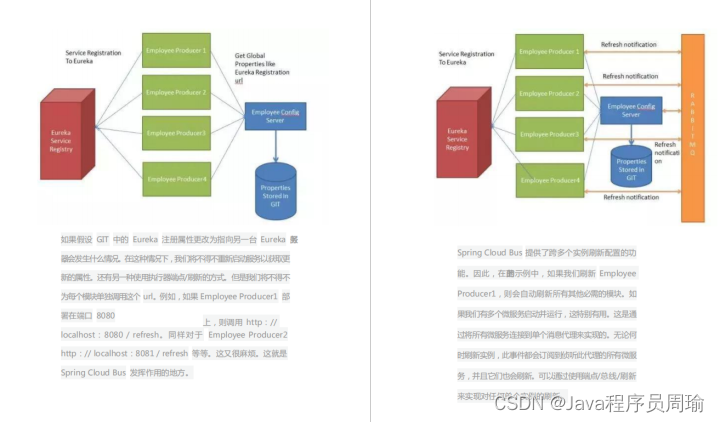 Service Registration
To Eureka
Employee Producer 1
Employee Producer 2
Employee Producer3
Employee Producer4
Eureka
Service
Registry
Get Global
Properties like
Eureka Registration
url
Employee Config
Server
Properties
Stored in
GIT
如果假设 GIT 中的 Eureka 注册属性更改为指向另一台 Eureka 服务
器会发生什么情况。在这种情况下,我们将不得不重新启动服务以获取更
新的属性。还有另一种使用执行器端点/刷新的方式。但是我们将不得不
为每个模块单独调用这个 url。例如,如果 Employee Producer1 部
署在端口 8080
上,则调用 http://
localhost:8080 / refresh。同样对于 Employee Producer2
http:// localhost:8081 / refresh 等等。这又很麻烦。这就是
Spring Cloud Bus 发挥作用的地方。
Service Registration
To Eureka
Employee Producer 1
Employee Producer 2
Employee Producer3
Employee Producer4
Eureka
Service
Registry
Refresh notification
Refresh notification
Employee Config
Server
Properties
Stored in
GIT
Refresh
notificati
on
Refresh notification
RABBITMQ
Spring Cloud Bus 提供了跨多个实例刷新配置的功
能。因此,在示例中,如果我们刷新 Employee
Producer1,则会自动刷新所有其他必需的模块。如
果我们有多个微服务启动并运行,这特别有用。这是通
过将所有微服务连接到单个消息代理来实现的。无论何
时刷新实例,此事件都会订阅到侦听此代理的所有微服
务,并且它们也会刷新。可以通过使用端点/总线/刷新
来实现对任何单个实例的刷新。
CSDN @Java程序员周瑜